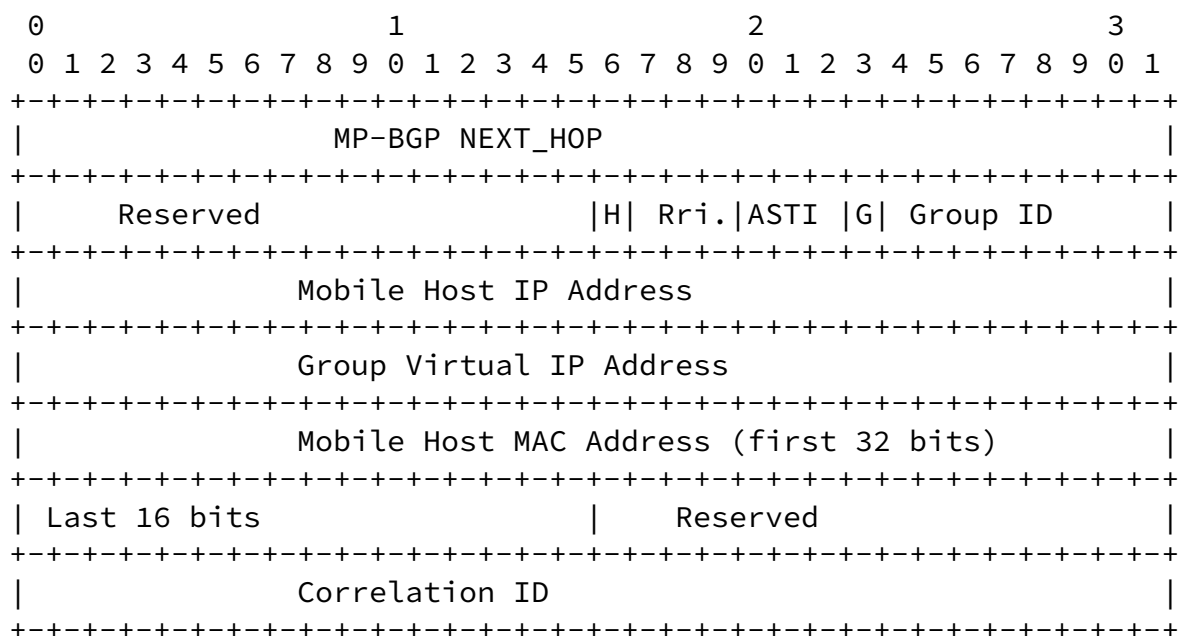 0                   1                   2                   3
 0 1 2 3 4 5 6 7 8 9 0 1 2 3 4 5 6 7 8 9 0 1 2 3 4 5 6 7 8 9 0 1
+-+-+-+-+-+-+-+-+-+-+-+-+-+-+-+-+-+-+-+-+-+-+-+-+-+-+-+-+-+-+-+-+
|                 MP-BGP NEXT_HOP                               |
+-+-+-+-+-+-+-+-+-+-+-+-+-+-+-+-+-+-+-+-+-+-+-+-+-+-+-+-+-+-+-+-+
|     Reserved                  |H| Rri.|ASTI |G| Group ID      |
+-+-+-+-+-+-+-+-+-+-+-+-+-+-+-+-+-+-+-+-+-+-+-+-+-+-+-+-+-+-+-+-+
|               Mobile Host IP Address                          |
+-+-+-+-+-+-+-+-+-+-+-+-+-+-+-+-+-+-+-+-+-+-+-+-+-+-+-+-+-+-+-+-+
|               Group Virtual IP Address                        |
+-+-+-+-+-+-+-+-+-+-+-+-+-+-+-+-+-+-+-+-+-+-+-+-+-+-+-+-+-+-+-+-+
|               Mobile Host MAC Address (first 32 bits)         |
+-+-+-+-+-+-+-+-+-+-+-+-+-+-+-+-+-+-+-+-+-+-+-+-+-+-+-+-+-+-+-+-+
| Last 16 bits                  |    Reserved                   |
+-+-+-+-+-+-+-+-+-+-+-+-+-+-+-+-+-+-+-+-+-+-+-+-+-+-+-+-+-+-+-+-+
|               Correlation ID                                  |
+-+-+-+-+-+-+-+-+-+-+-+-+-+-+-+-+-+-+-+-+-+-+-+-+-+-+-+-+-+-+-+-+